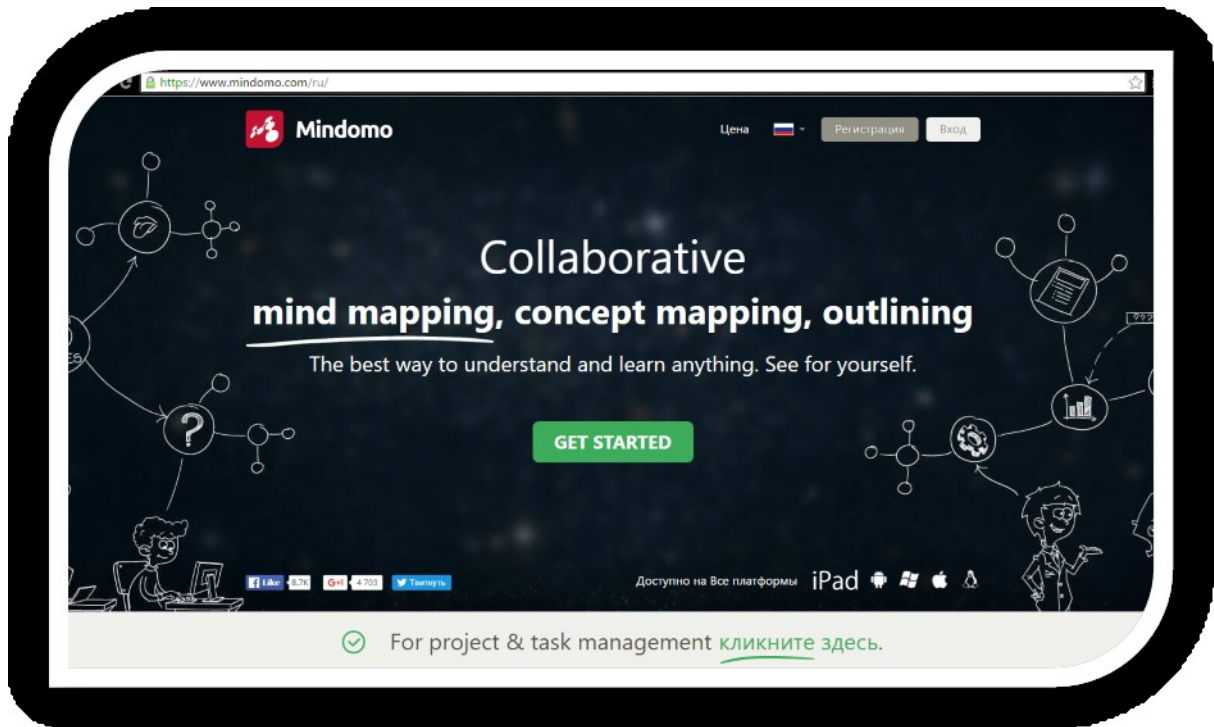 https://www.mindomo.com/ru/
Mindomo
Цена
Регистрация
Вход
Collaborative
mind mapping, concept mapping, outlining
The best way to understand and learn anything. See for yourself.
GET STARTED
???
ES
?
Like 8.7K
G+1 4 703
Твитнуть
Доступно на Все платформы iPad
For project & task management кликните здесь.